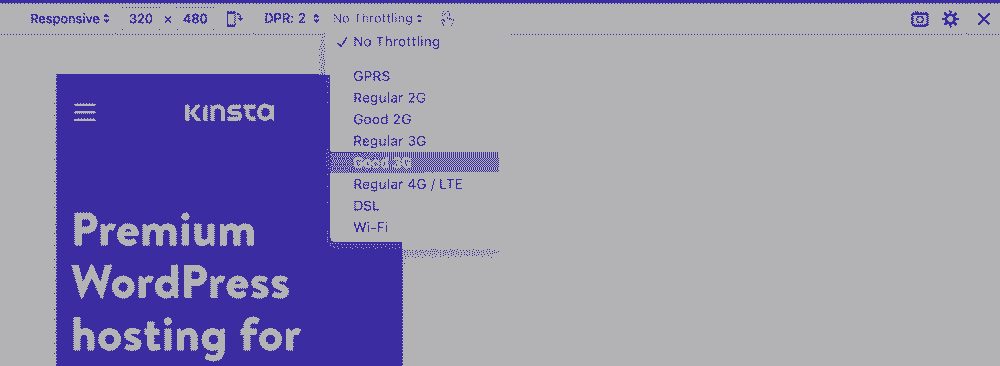 Responsive 320 × 480 DPR: 2 No Throttling
✓ No Throttling
GPRS
Regular 2G
Good 2G
Regular 3G
Good 3G
Regular 4G / LTE
DSL
Wi-Fi
KINSTA
Premium
WordPress
hosting for